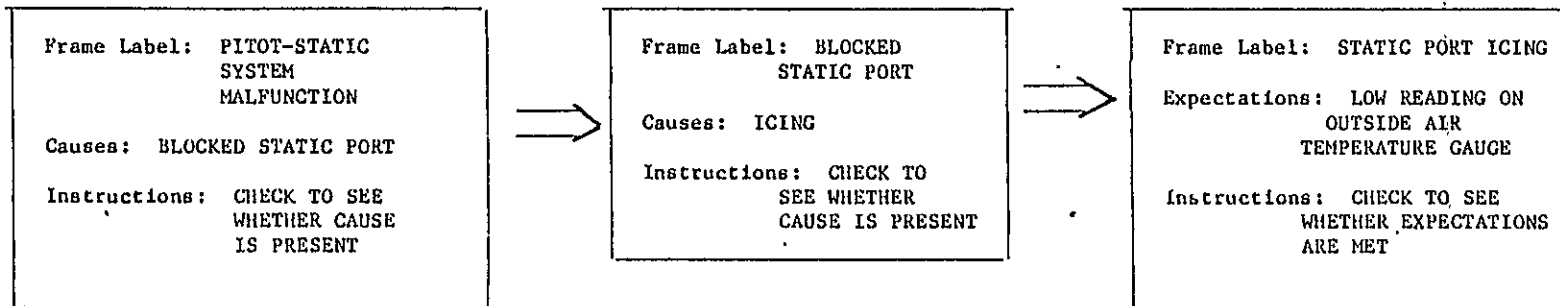 Frame Label: PITOT-STATIC
SYSTEM
MALFUNCTION
Causes: BLOCKED STATIC PORT
Instructions: CHECK TO SEE
WHETHER CAUSE
IS PRESENT
Frame Label: BLOCKED
STATIC PORT
Causes: ICING
Instructions: CHECK TO
SEE WHETHER
CAUSE IS PRESENT
Frame Label: STATIC PORT ICING
Expectations: LOW READING ON
OUTSIDE AIR
TEMPERATURE GAUGE
Instructions: CHECK TO SEE
WHETHER EXPECTATIONS
ARE MET